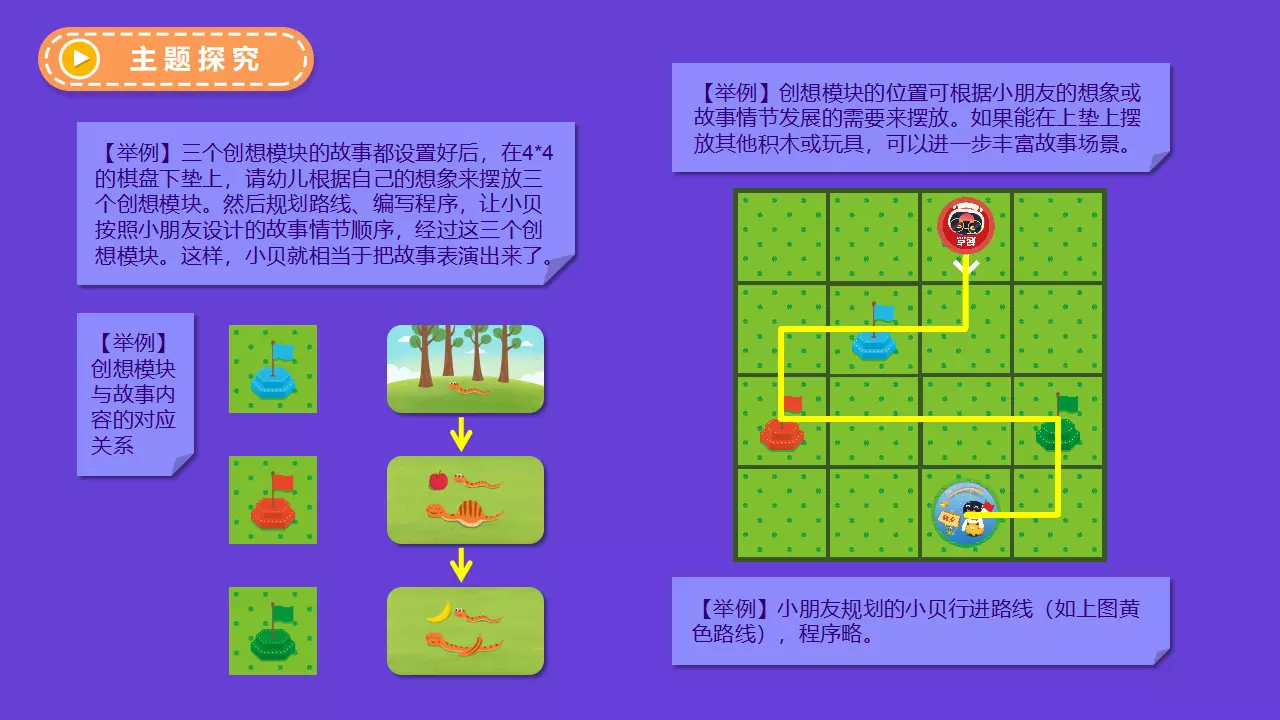 主题探究
【举例】三个创想模块的故事都设置好后，在4*4
的棋盘下垫上，请幼儿根据自己的想象来摆放三
个创想模块。然后规划路线、编写程序，让小贝
按照小朋友设计的故事情节顺序，经过这三个创
想模块。这样，小贝就相当于把故事表演出来了。
【举例】
创想模块
与故事内
容的对应
关系
【举例】创想模块的位置可根据小朋友的想象或
故事情节发展的需要来摆放。如果能在上垫上摆
放其他积木或玩具，可以进一步丰富故事场景。
起点
【举例】小朋友规划的小贝行进路线（如上图黄
色路线），程序略。